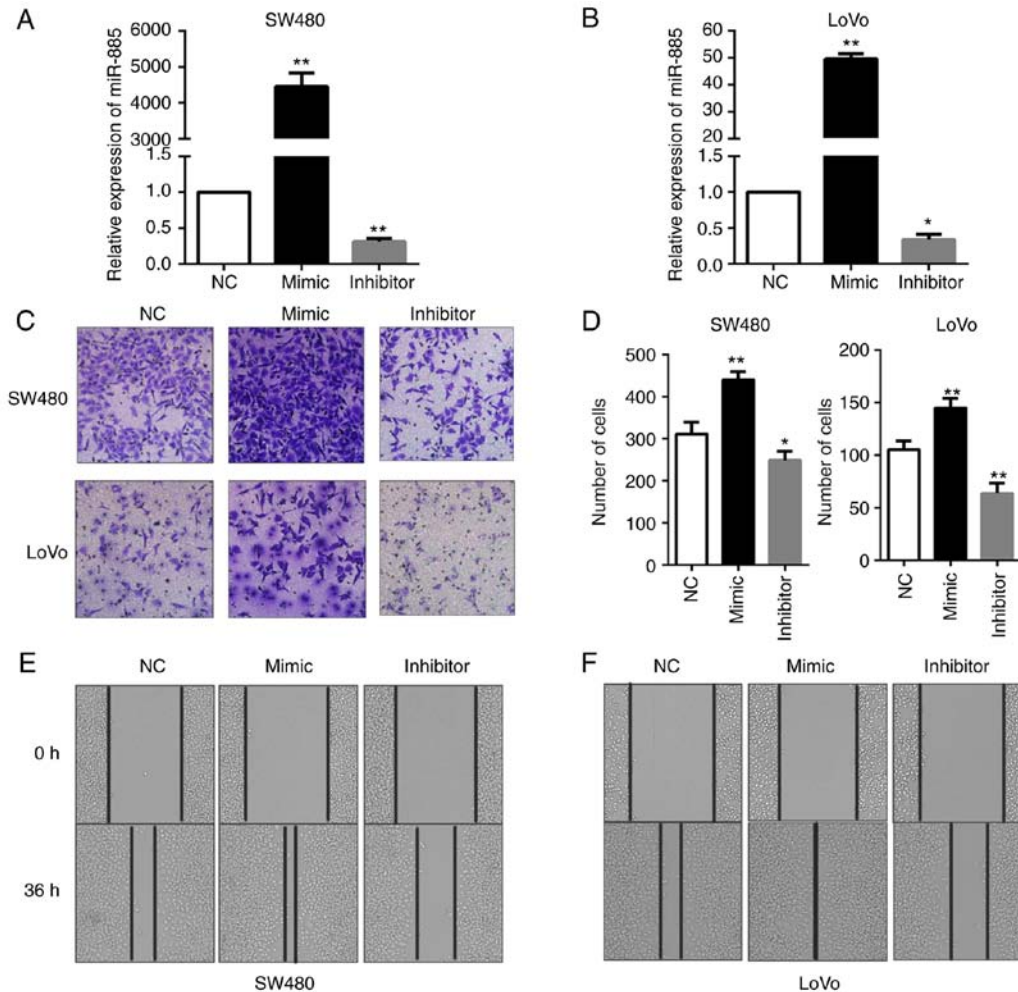 A
SW480
Relative expression of miR-885
6000
5000
4000
3000
1.5
1.0
0.5
0.0
**
**
NC
Mimic
Inhibitor
B
LoVo
Relative expression of miR-885
60
50
40
30
20
1.5
1.0
0.5
0.0
**
*
NC
Mimic
Inhibitor
C
NC
Mimic
Inhibitor
SW480
LoVo
D
SW480
Number of cells
500
400
300
200
100
0
**
*
NC
Mimic
Inhibitor
LoVo
Number of cells
200
150
100
50
0
**
**
NC
Mimic
Inhibitor
E
NC
Mimic
Inhibitor
0 h
36 h
SW480
F
NC
Mimic
Inhibitor
LoVo